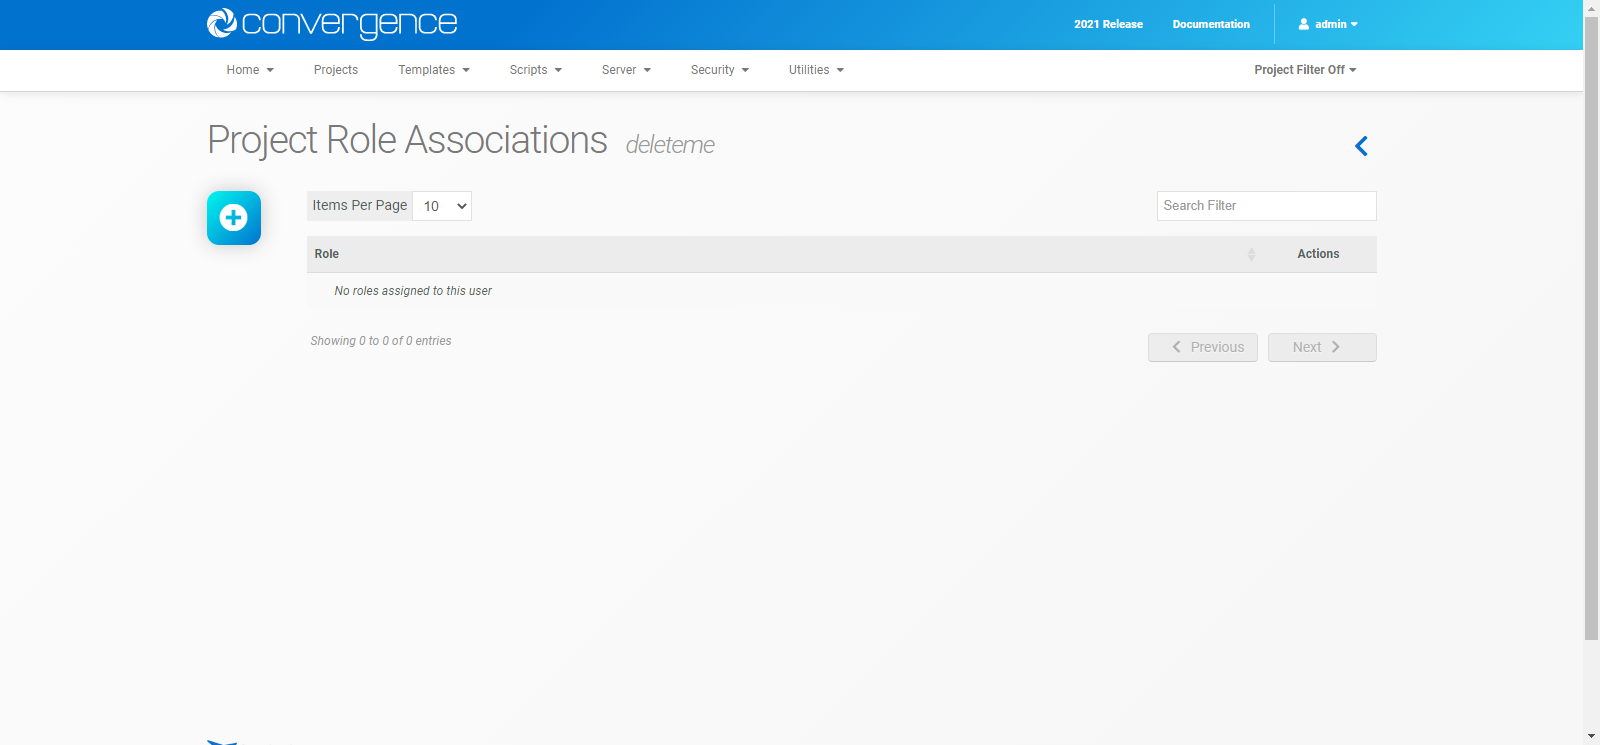 convergence
2021 Release Documentation admin
Home Projects Templates Scripts Server Security Utilities Project Filter Off
Project Role Associations deleteme
Items Per Page 10 Search Filter
Role Actions
No roles assigned to this user
Showing 0 to 0 of 0 entries Previous Next